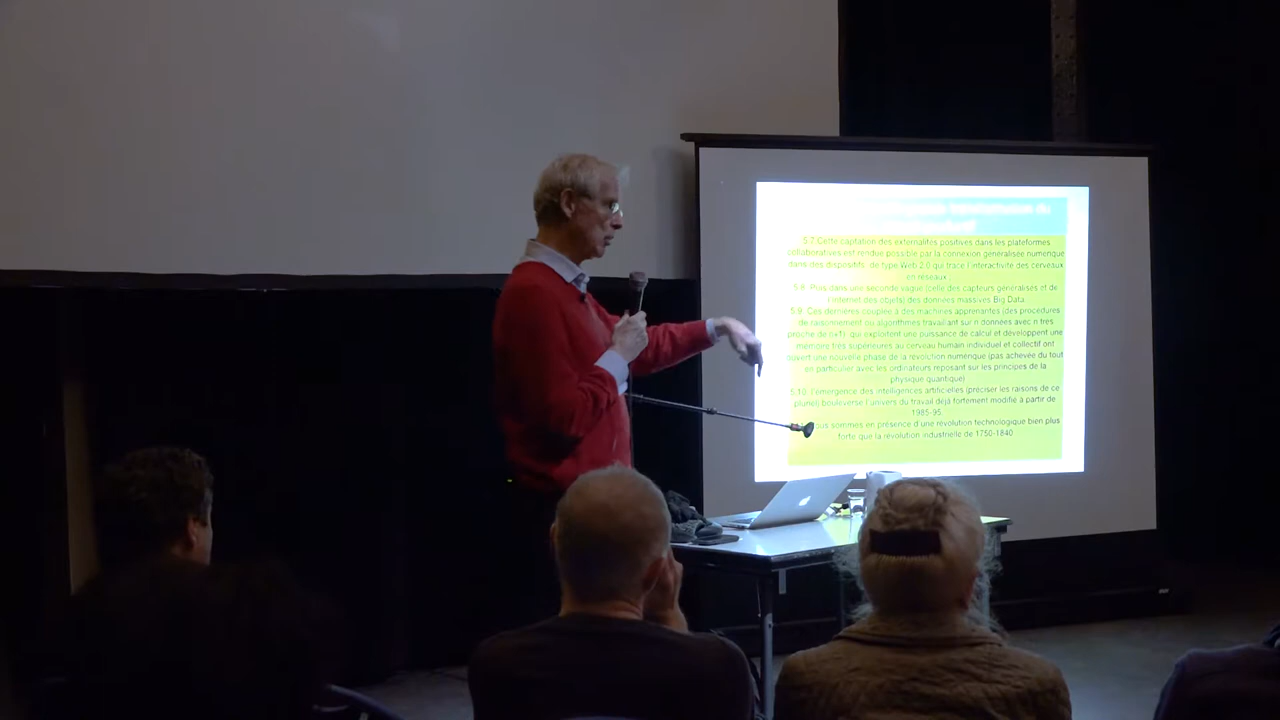 5.7 Cette captation des externalités positives dans les plateformes
collaboratives est rendue possible par la connexion généralisée numérique
dans des dispositifs de type Web 2.0 qui trace l'interactivité des cerveaux
en réseaux
5.8. Puis dans une seconde vague (celle des capteurs généralisés et de
l'internet des objets) des données massives Big Data.
5.9. Ces dernières couplée à des machines apprenantes (des procédures
de raisonnement ou algorithmes travaillant sur n données avec n très
proche de qui exploitent une puissance de calcul et développent une
mémoire très supérieures au cerveau humain individuel et collectif ont
ouvert une nouvelle phase de la révolution numérique (pas achevée du tout
en particulier avec les ordinateurs reposant sur les principes de la
physique quantique)
5.10. l'émergence des intelligences artificielles (préciser les raisons de ce
pluriel) bouleverse l'univers du travail déjà fortement modifié à partir de
1985-95.
sommes en présence d'une révolution technologique bien plus
forte que la révolution industrielle de 1750-1840